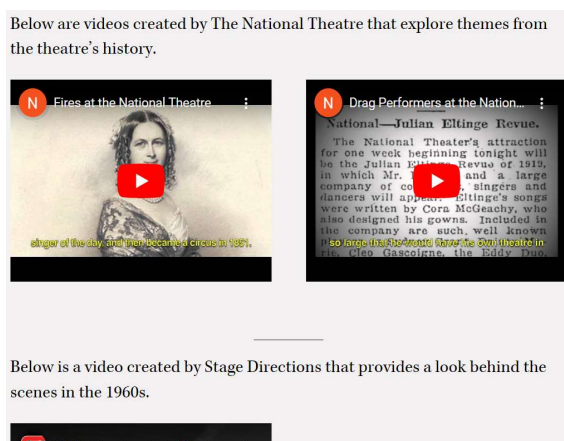 Below are videos created by The National Theatre that explore themes from
the theatre’s history.
N Fires at the National Theatre
singer of the day, and then became a circus in 1851.
N Drag Performers at the Nation...
National—Julian Eltinge Revue.
The National Theater's attraction
for one week beginning tonight will
be the Julian Eltinge Revue of 1919,
in which Mr. and a large
company of singers and
dancers will appear. Eltinge's songs
were written by Cora McGeachy, who
also designed his gowns. Included in
the company are such well known
so large that he would have his own theatre in
Cleo Gascoigne, the Eddy Duo,
Below is a video created by Stage Directions that provides a look behind the
scenes in the 1960s.